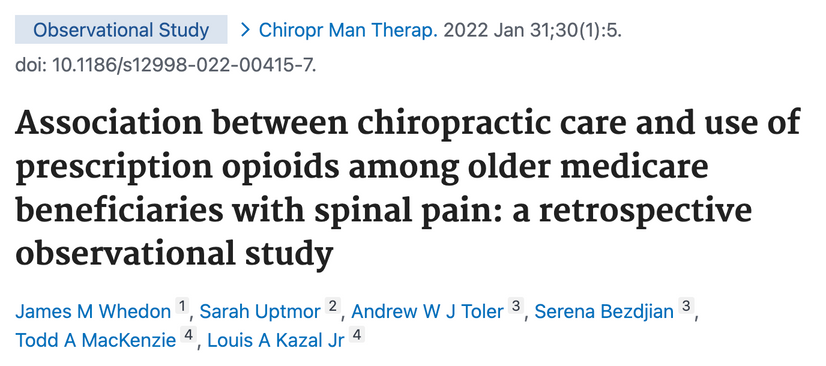 Observational Study > Chiropr Man Therap. 2022 Jan 31;30(1):5.
doi: 10.1186/s12998-022-00415-7.
Association between chiropractic care and use of
prescription opioids among older medicare
beneficiaries with spinal pain: a retrospective
observational study
James M Whedon 1, Sarah Uptmor 2, Andrew W J Toler 3, Serena Bezdjian 3,
Todd A MacKenzie 4, Louis A Kazal Jr 4